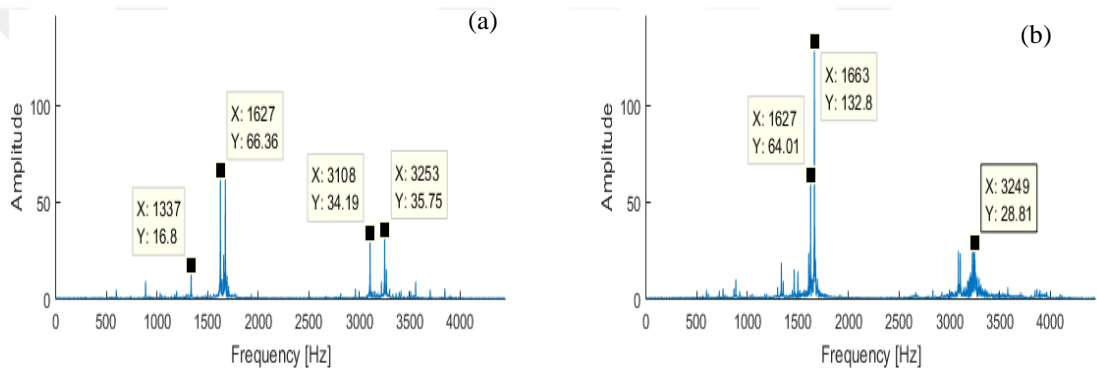 (a)
Amplitude
100
50
0
X: 1337
Y: 16.8
X: 1627
Y: 66.36
X: 3108
Y: 34.19
X: 3253
Y: 35.75
0 500 1000 1500 2000 2500 3000 3500 4000
Frequency [Hz]
(b)
Amplitude
100
50
0
X: 1627
Y: 64.01
X: 1663
Y: 132.8
X: 3249
Y: 28.81
0 500 1000 1500 2000 2500 3000 3500 4000
Frequency [Hz]